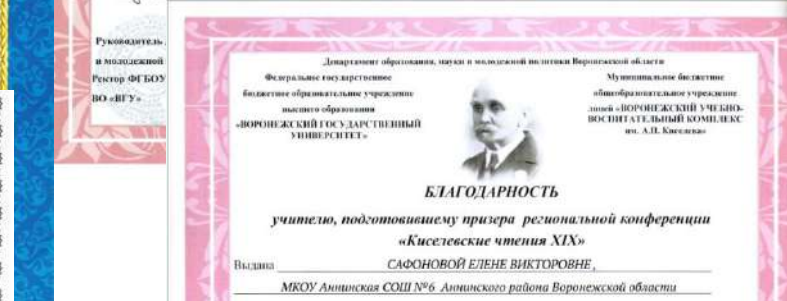 Руководитель
и молодежной
Ректор ФГБОУ
ВО «ВГУ»
Департамент образования, науки и молодежной политики Воронежской области
Федеральное государственное
бюджетное образовательное учреждение
высшего образования
«ВОРОНЕЖСКИЙ ГОСУДАРСТВЕННЫЙ
УНИВЕРСИТЕТ»
Муниципальное бюджетное
общеобразовательное учреждение
лицей «ВОРОНЕЖСКИЙ УЧЕБНО-
ВОСПИТАТЕЛЬНЫЙ КОМПЛЕКС
им. А.П. Киселева»
БЛАГОДАРНОСТЬ
учителю, подготовившему призера региональной конференции
«Киселевские чтения XIX»
Выдана САФОНОВОЙ ЕЛЕНЕ ВИКТОРОВНЕ,
МКОУ Аннинская СОШ №6 Аннинского района Воронежской области